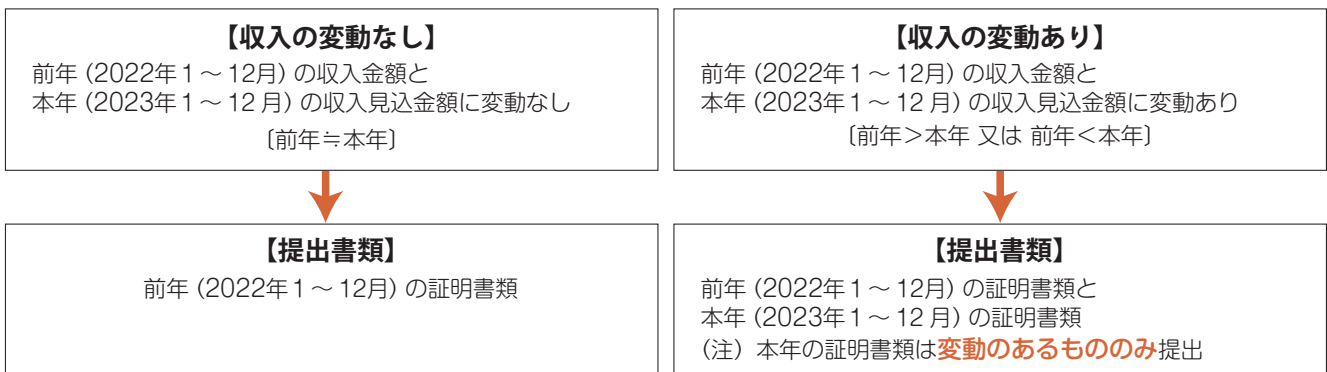 【収入の変動なし】
前年（2022年１～12月）の収入金額と
本年（2023年１～12月）の収入見込金額に変動なし
〔前年≒本年〕
【提出書類】
前年（2022年１～12月）の証明書類
【収入の変動あり】
前年（2022年１～12月）の収入金額と
本年（2023年１～12月）の収入見込金額に変動あり
〔前年＞本年 又は 前年＜本年〕
【提出書類】
前年（2022年１～12月）の証明書類と
本年（2023年１～12月）の証明書類
（注）本年の証明書類は変動のあるもののみ提出